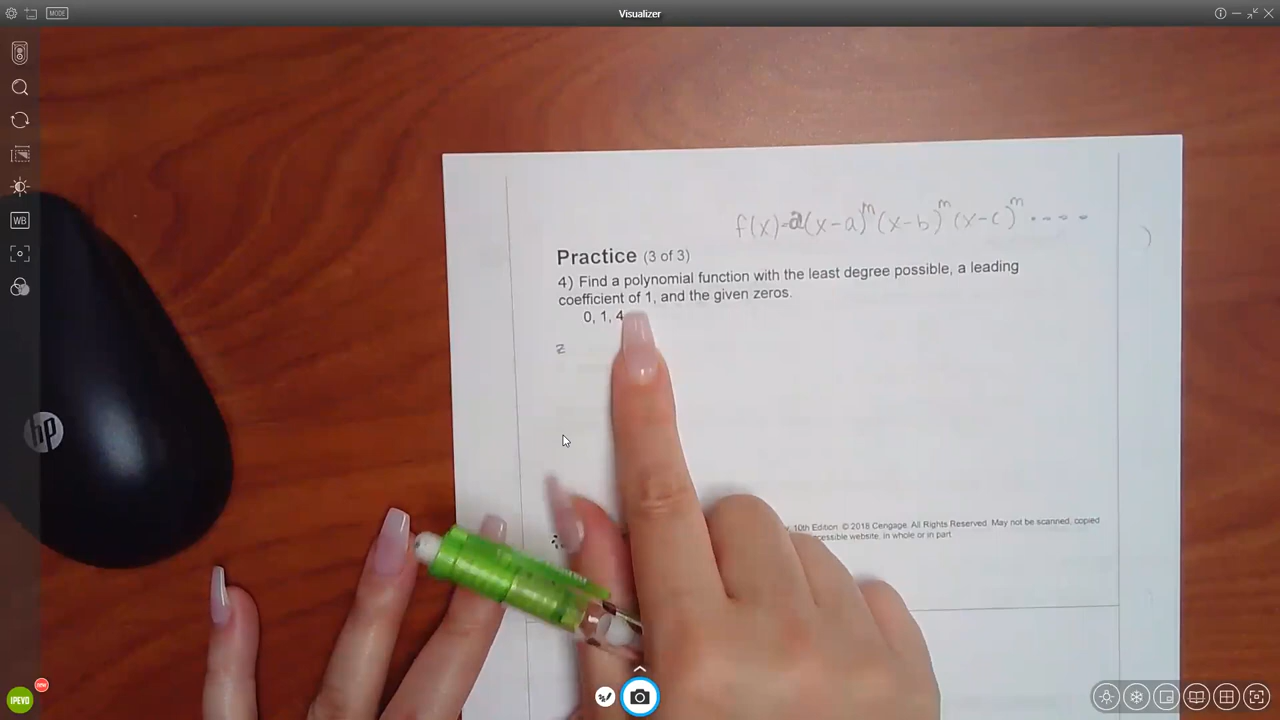 MODE
Visualizer
WB
f(x)=a(x-a)^m (x-b)^m (x-c)^m ....
Practice (3 of 3)
4) Find a polynomial function with the least degree possible, a leading
coefficient of 1, and the given zeros.
0, 1, 4
z
hp
10th Edition. © 2018 Cengage. All Rights Reserved. May not be scanned, copied
website, in whole or in part
IPEVO
new